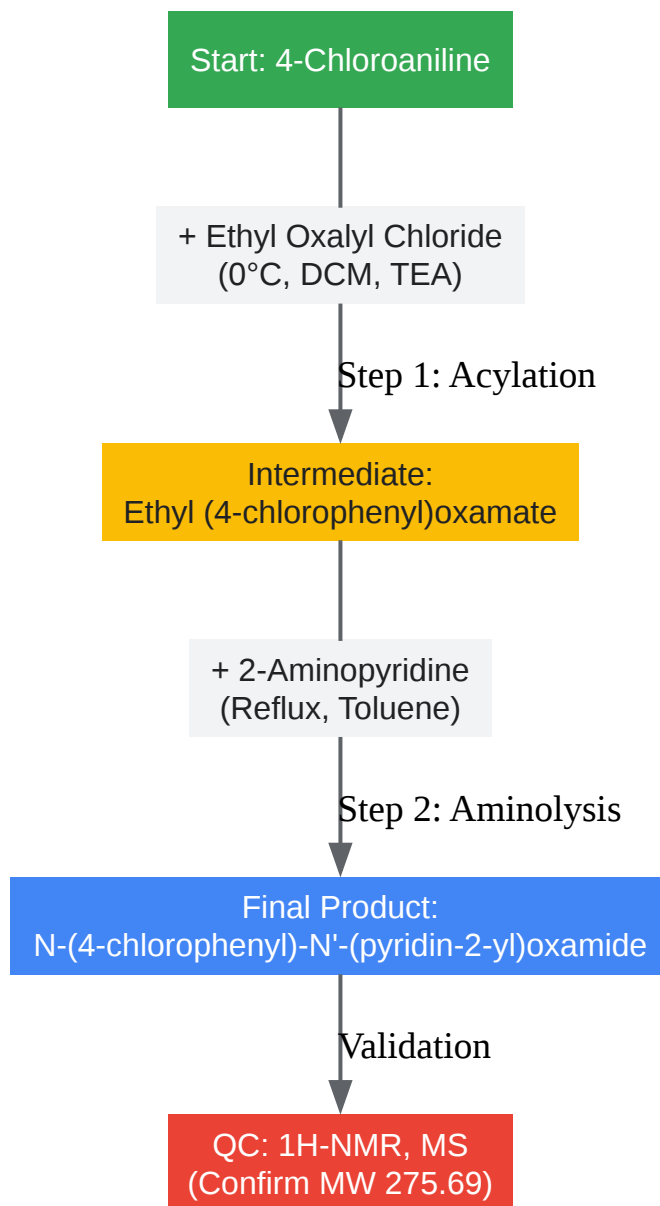 Start: 4-Chloroaniline
+ Ethyl Oxalyl Chloride
(0°C, DCM, TEA)
Step 1: Acylation
Intermediate:
Ethyl (4-chlorophenyl)oxamate
+ 2-Aminopyridine
(Reflux, Toluene)
Step 2: Aminolysis
Final Product:
N-(4-chlorophenyl)-N'-(pyridin-2-yl)oxamide
Validation
QC: 1H-NMR, MS
(Confirm MW 275.69)